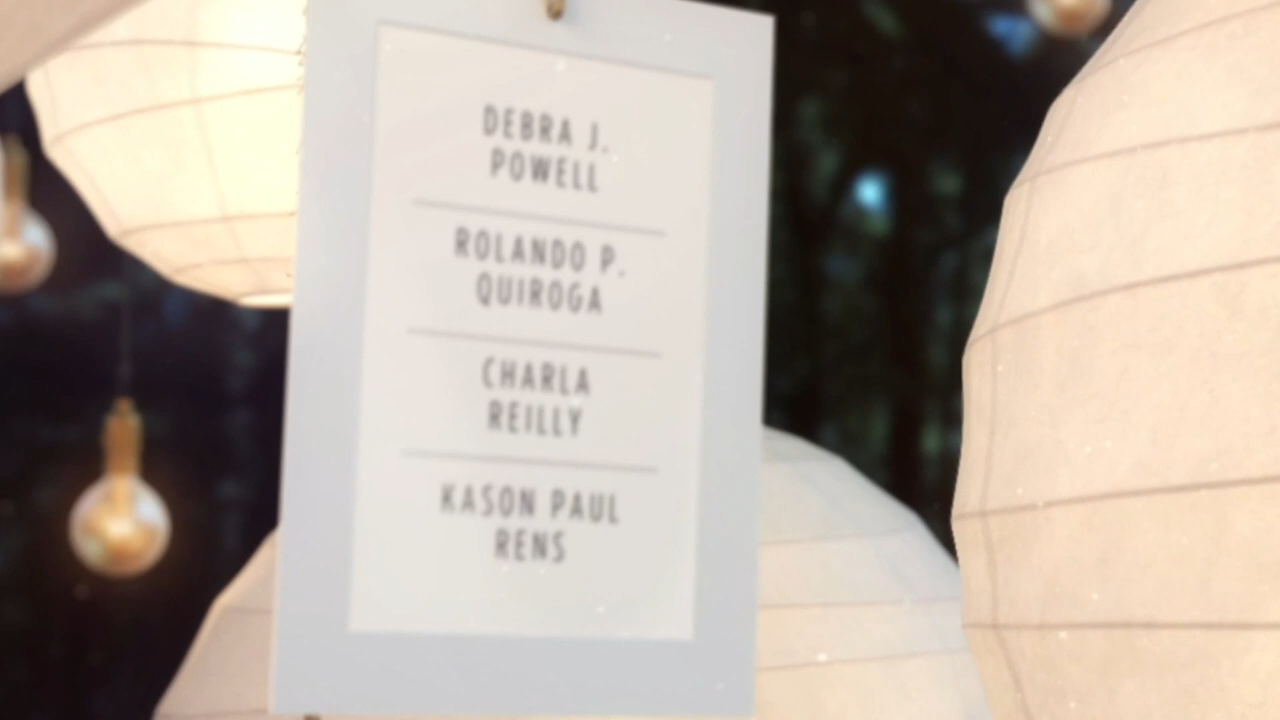 DEBRA J.
POWELL
ROLANDO P.
QUIROGA
CHARLA
REILLY
KASON PAUL
RENS